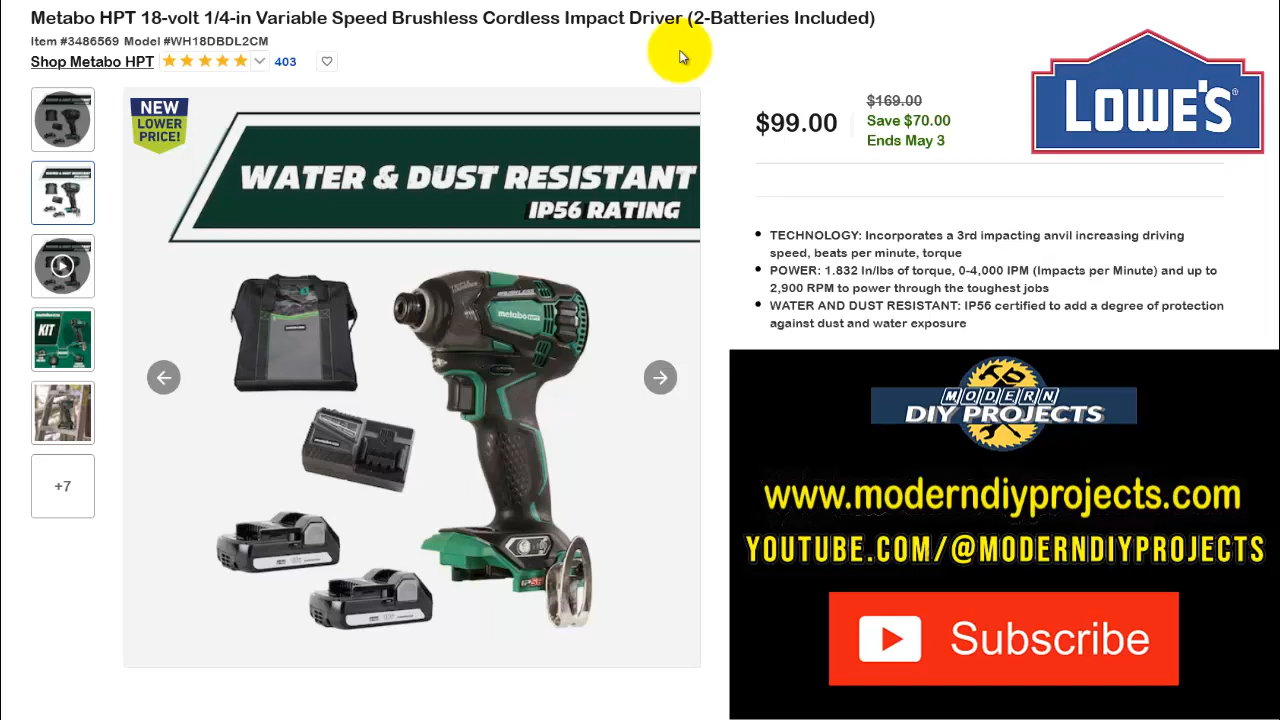 Metabo HPT 18-volt 1/4-in Variable Speed Brushless Cordless Impact Driver (2-Batteries Included)
Item #3486569 Model #WH18DBDL2CM
Shop Metabo HPT
403
NEW
LOWER
PRICE!
WATER & DUST RESISTANT
IP56 RATING
$99.00
$169.00
Save $70.00
Ends May 3
LOWE'S®
TECHNOLOGY: Incorporates a 3rd impacting anvil increasing driving
speed, beats per minute, torque
POWER: 1.832 In/lbs of torque, 0-4,000 IPM (Impacts per Minute) and up to
2,900 RPM to power through the toughest jobs
WATER AND DUST RESISTANT: IP56 certified to add a degree of protection
against dust and water exposure
KIT
+7
BRUSHLESS
metabo
IP56
MODERN
DIY PROJECTS
www.moderndiyprojects.com
YOUTUBE.COM/@MODERNDIYPROJECTS
Subscribe